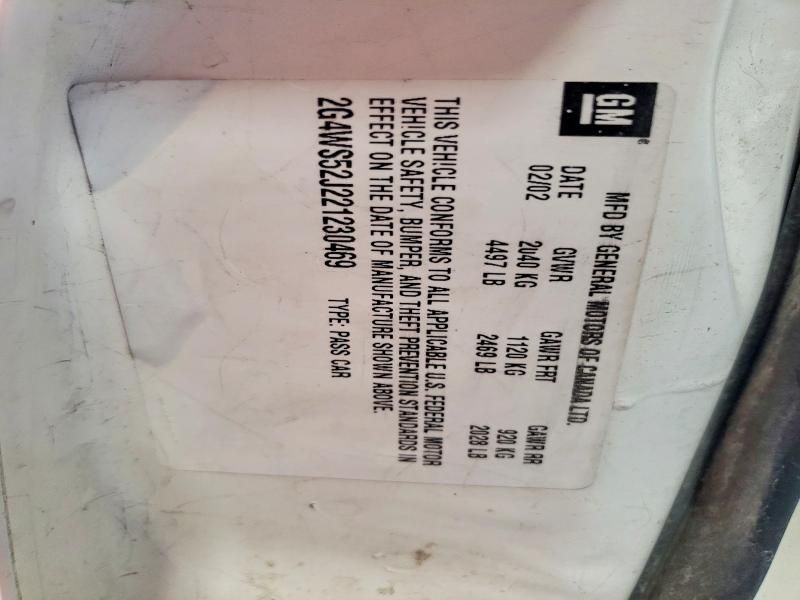 GM®
MFD BY GENERAL MOTORS OF CANADA LTD.
DATE GVWR GAWR FRT GAWR RR
02/02 2040 KG 1120 KG 920 KG
4497 LB 2469 LB 2028 LB
THIS VEHICLE CONFORMS TO ALL APPLICABLE U.S. FEDERAL MOTOR
VEHICLE SAFETY, BUMPER, AND THEFT PREVENTION STANDARDS IN
EFFECT ON THE DATE OF MANUFACTURE SHOWN ABOVE.
2G4WS52J221230469 TYPE: PASS CAR